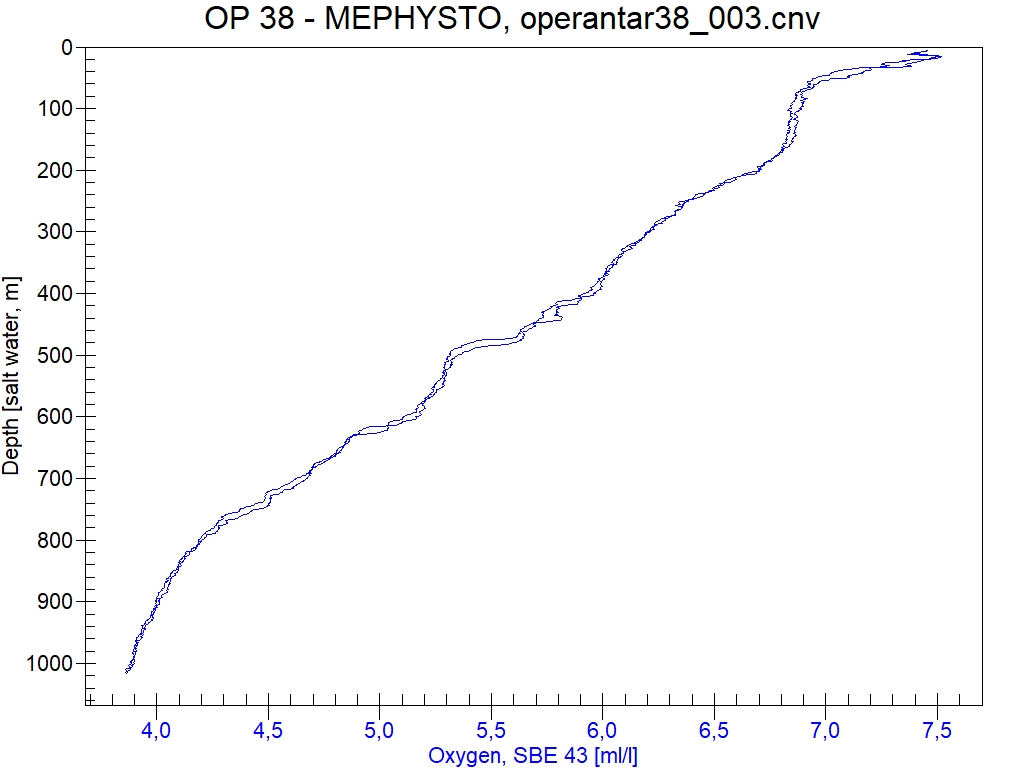 OP 38 - MEPHYSTO, operantar38_003.cnv
0
100
200
300
400
500
600
700
800
900
1000
Depth [salt water, m]
4,0 4,5 5,0 5,5 6,0 6,5 7,0 7,5
Oxygen, SBE 43 [ml/l]